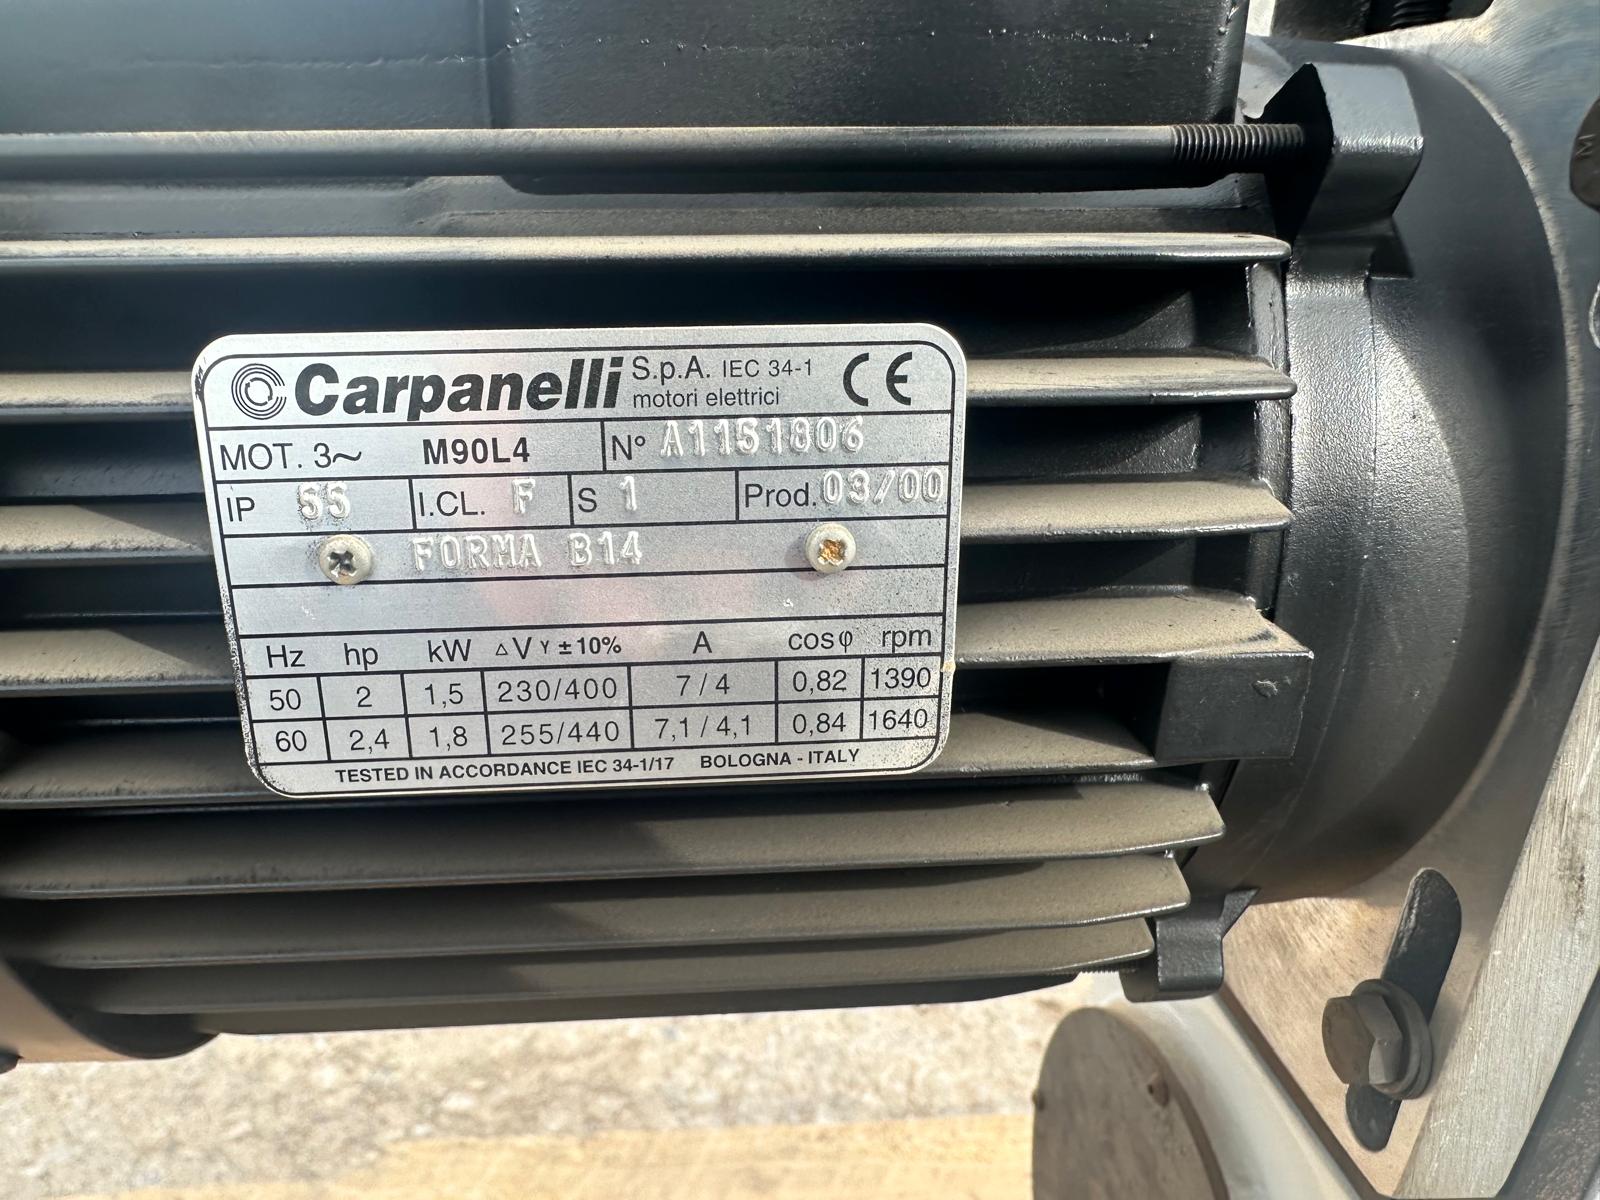 Carpanelli S.p.A. IEC 34-1
motori elettrici
CE
MOT. 3~ M90L4 N° A1151806
IP 55 I.CL. F S 1 Prod. 03/00
FORMA B14
Hz hp kW △V Y ±10% A cosφ rpm
50 2 1,5 230/400 7/4 0,82 1390
60 2,4 1,8 255/440 7,1/4,1 0,84 1640
TESTED IN ACCORDANCE IEC 34-1/17 BOLOGNA - ITALY